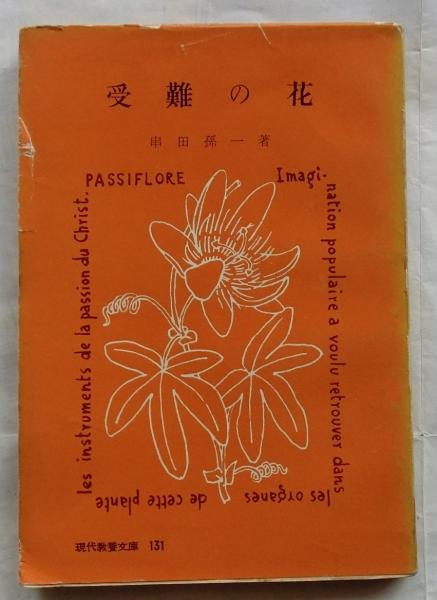 受難の花
串田孫一著
PASSIFLORE
Imagi-
nation populaire a voulu retrouver dans
les organes de cette plante
les instruments de la passion du Christ.
現代教養文庫 131